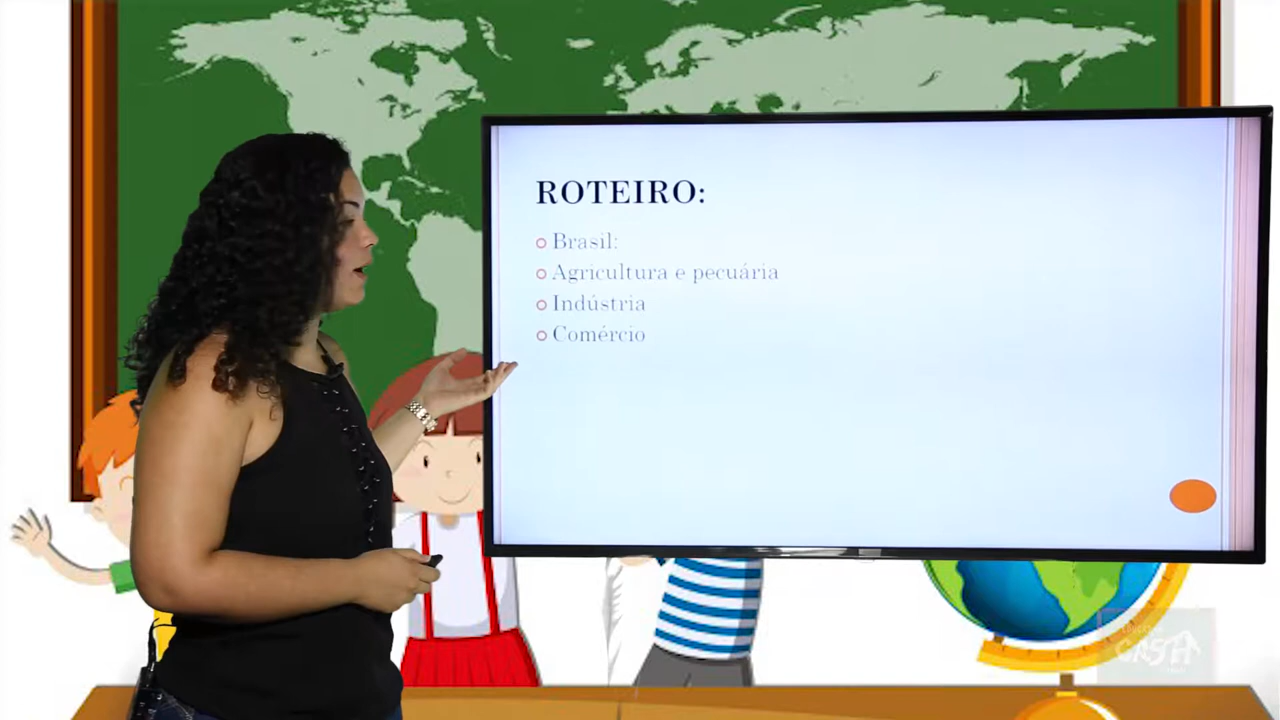 ROTEIRO:
Brasil:
Agricultura e pecuária
Indústria
Comércio